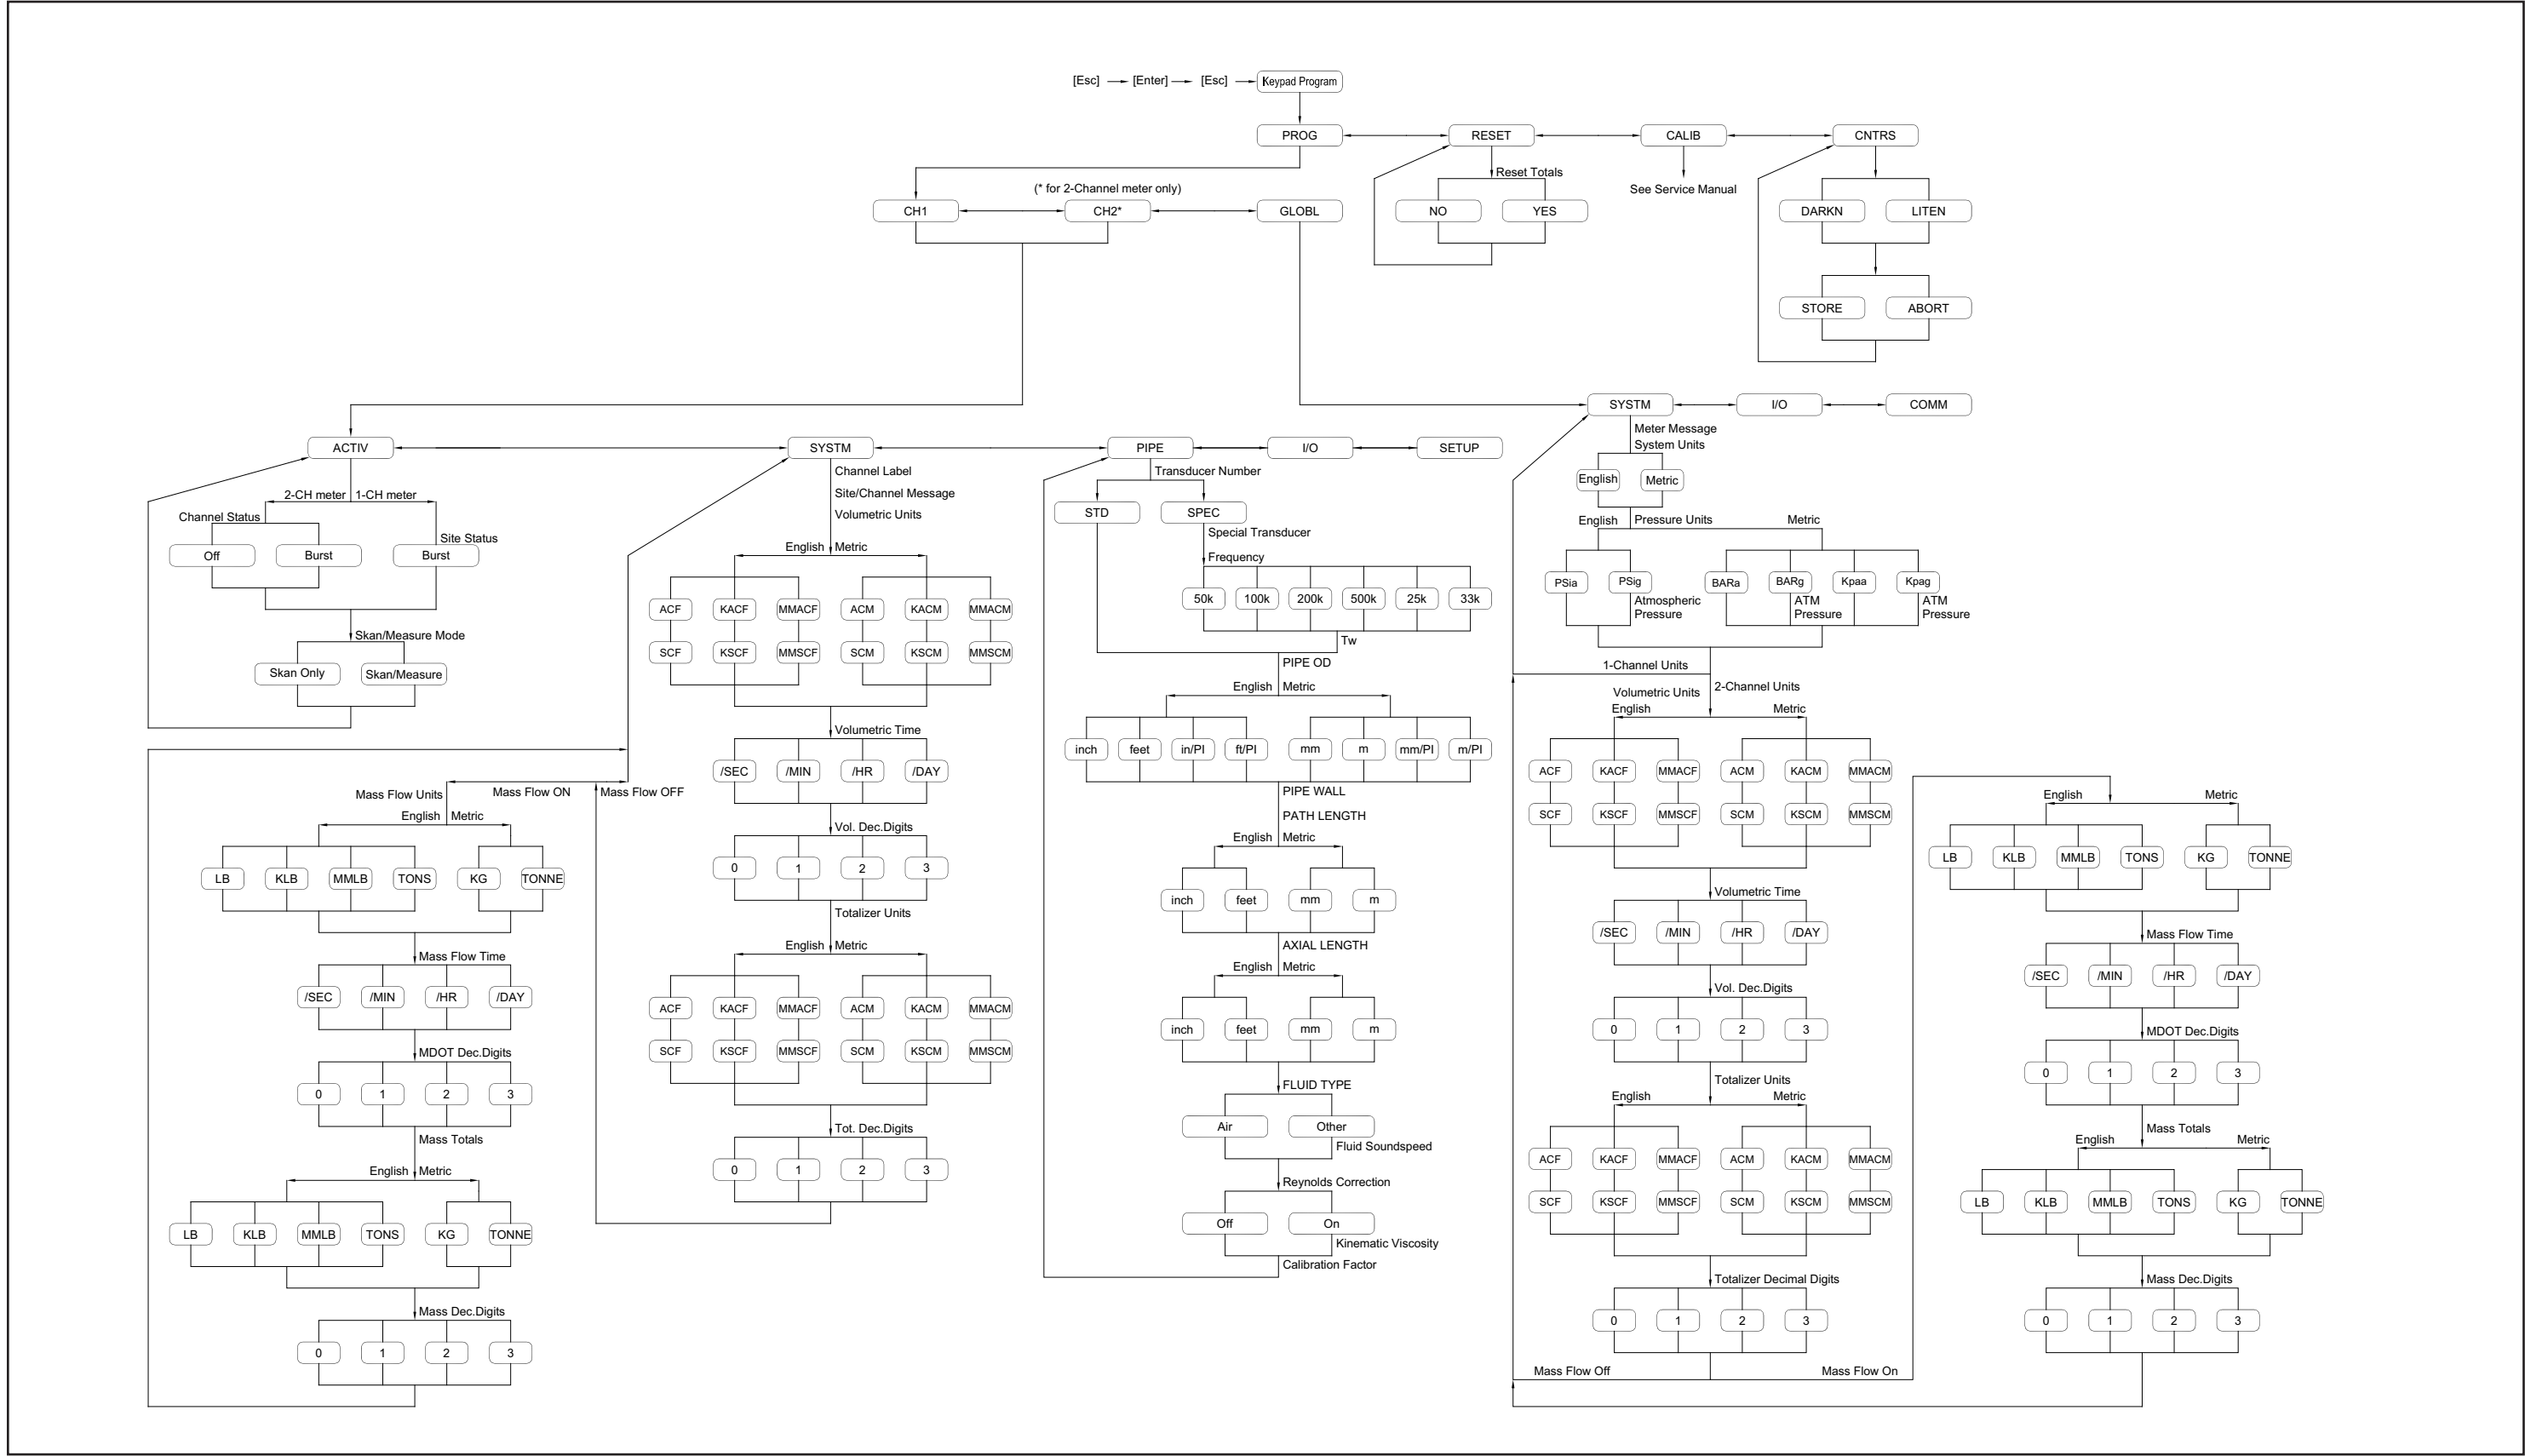 [Esc] [Enter] [Esc] Keypad Program
PROG RESET CALIB CNTRS
Reset Totals
See Service Manual
(* for 2-Channel meter only)
CH1 CH2* GLOBL NO YES DARKN LITEN
STORE ABORT
SYSTM I/O COMM
ACTIV SYSTM PIPE I/O SETUP
2-CH meter 1-CH meter
Channel Status
Site Status
Off Burst Burst
Skan/Measure Mode
Skan Only Skan/Measure
Mass Flow ON Mass Flow OFF
Mass Flow Units
English Metric
LB KLB MMLB TONS KG TONNE
Mass Flow Time
/SEC /MIN /HR /DAY
MDOT Dec.Digits
0 1 2 3
Mass Totals
English Metric
LB KLB MMLB TONS KG TONNE
Mass Dec.Digits
0 1 2 3
Channel Label
Site/Channel Message
Volumetric Units
English Metric
ACF KACF MMACF ACM KACM MMACM
SCF KSCF MMSCF SCM KSCM MMSCM
Volumetric Time
/SEC /MIN /HR /DAY
Vol. Dec.Digits
0 1 2 3
Totalizer Units
English Metric
ACF KACF MMACF ACM KACM MMACM
SCF KSCF MMSCF SCM KSCM MMSCM
Tot. Dec.Digits
0 1 2 3
Transducer Number
STD SPEC
Special Transducer
Frequency
50k 100k 200k 500k 25k 33k
Tw
PIPE OD
English Metric
inch feet in/PI ft/PI mm m mm/PI m/PI
PIPE WALL
PATH LENGTH
English Metric
inch feet mm m
AXIAL LENGTH
English Metric
inch feet mm m
FLUID TYPE
Air Other
Fluid Soundspeed
Reynolds Correction
Off On
Kinematic Viscosity
Calibration Factor
Meter Message
System Units
English Metric
English Pressure Units Metric
PSia PSig BARa BARg Kpaa Kpag
Atmospheric Pressure
ATM Pressure
ATM Pressure
1-Channel Units
2-Channel Units
Volumetric Units
English Metric
ACF KACF MMACF ACM KACM MMACM
SCF KSCF MMSCF SCM KSCM MMSCM
Volumetric Time
/SEC /MIN /HR /DAY
Vol. Dec.Digits
0 1 2 3
Totalizer Units
English Metric
ACF KACF MMACF ACM KACM MMACM
SCF KSCF MMSCF SCM KSCM MMSCM
Totalizer Decimal Digits
0 1 2 3
Mass Flow Off Mass Flow On
English Metric
LB KLB MMLB TONS KG TONNE
Mass Flow Time
/SEC /MIN /HR /DAY
MDOT Dec.Digits
0 1 2 3
Mass Totals
English Metric
LB KLB MMLB TONS KG TONNE
Mass Dec.Digits
0 1 2 3